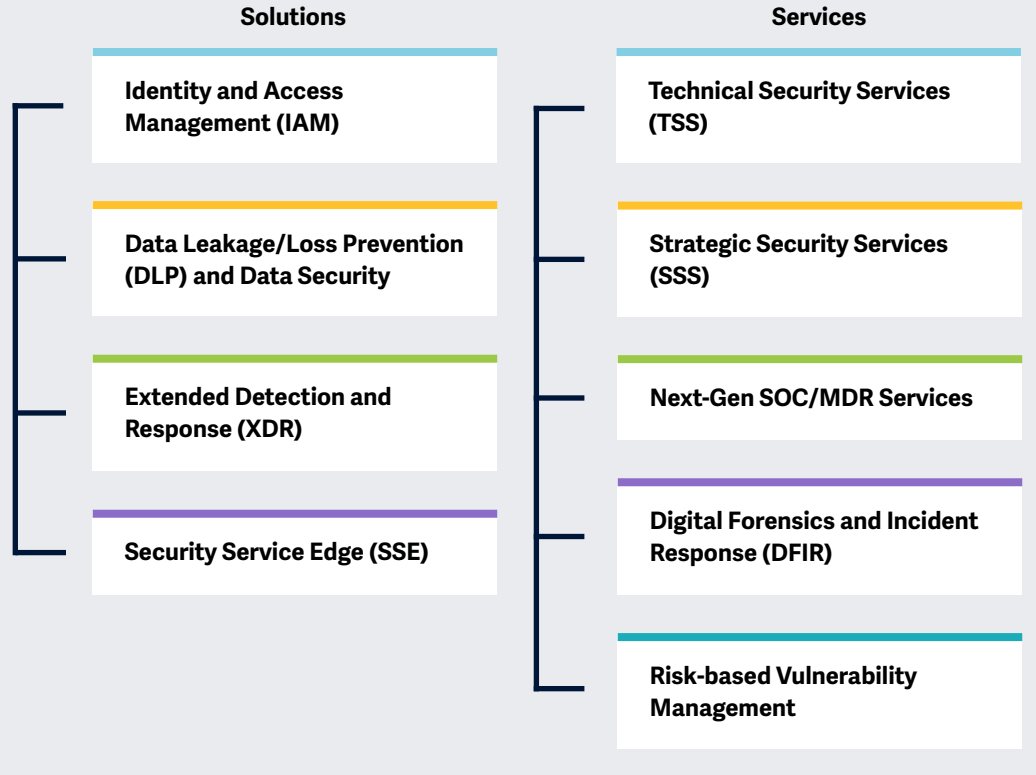 Solutions
Identity and Access
Management (IAM)
Data Leakage/Loss Prevention
(DLP) and Data Security
Extended Detection and
Response (XDR)
Security Service Edge (SSE)
Services
Technical Security Services
(TSS)
Strategic Security Services
(SSS)
Next-Gen SOC/MDR Services
Digital Forensics and Incident
Response (DFIR)
Risk-based Vulnerability
Management